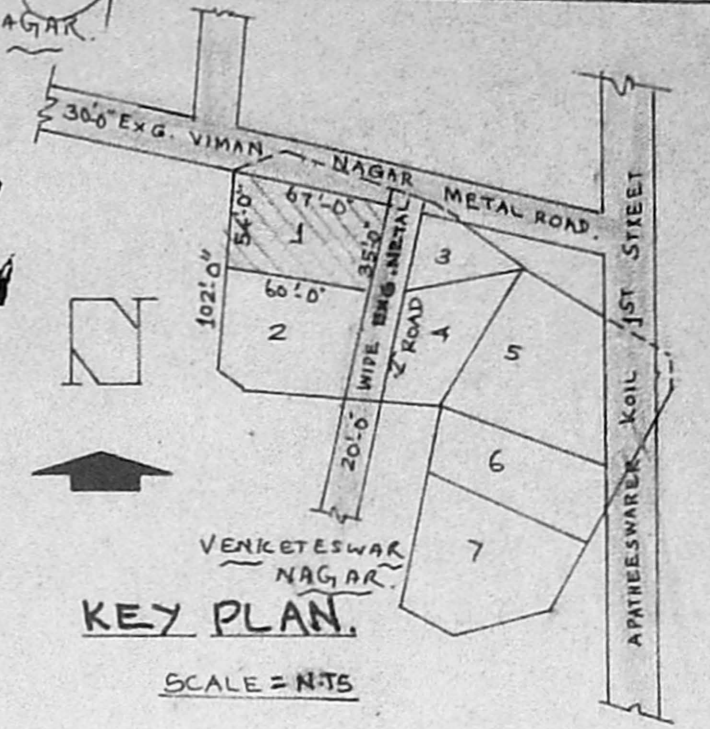 AGAR.
30'-0" EXG. VIMAN NAGAR METAL ROAD.
67'-0"
54'-0"
1
35'-0"
60'-0"
102'-0"
2
20'-0" WIDE EXG. METAL ROAD
3
4
5
6
7
APATHEESWARER KOIL 1ST STREET
N
VENKETESWAR
NAGAR.
KEY PLAN.
SCALE = N.TS